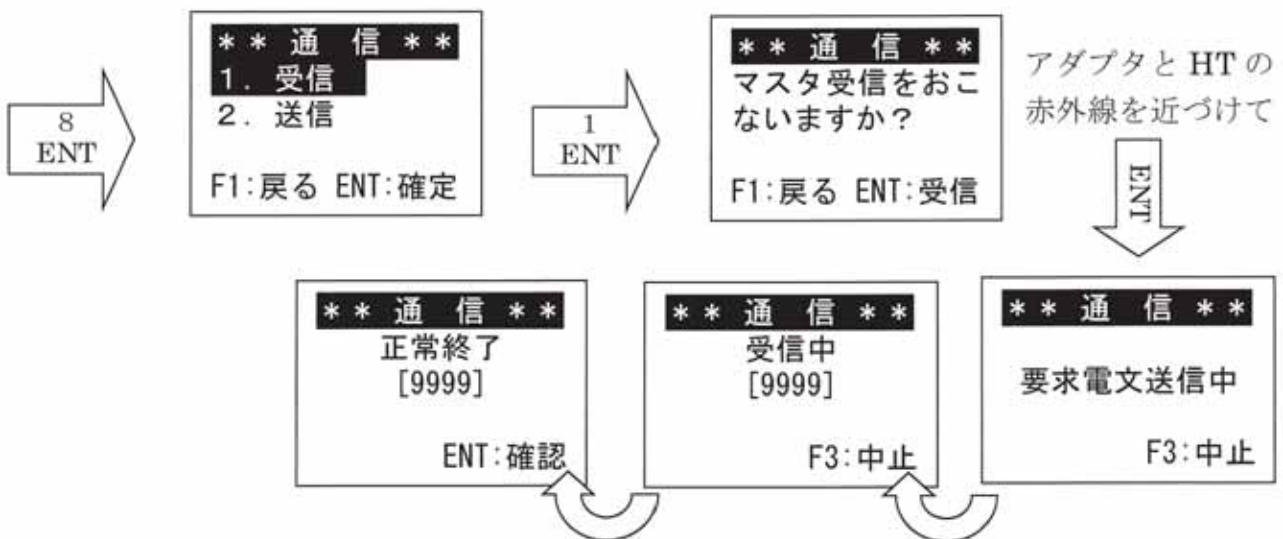 8
ENT
** 通 信 **
1. 受信
2. 送信
F1:戻る ENT:確定
1
ENT
** 通 信 **
マスタ受信をおこ
ないますか?
F1:戻る ENT:受信
アダプタと HT の
赤外線を近づけて
ENT
** 通 信 **
要求電文送信中
F3:中止
** 通 信 **
受信中
[9999]
F3:中止
** 通 信 **
正常終了
[9999]
ENT:確認